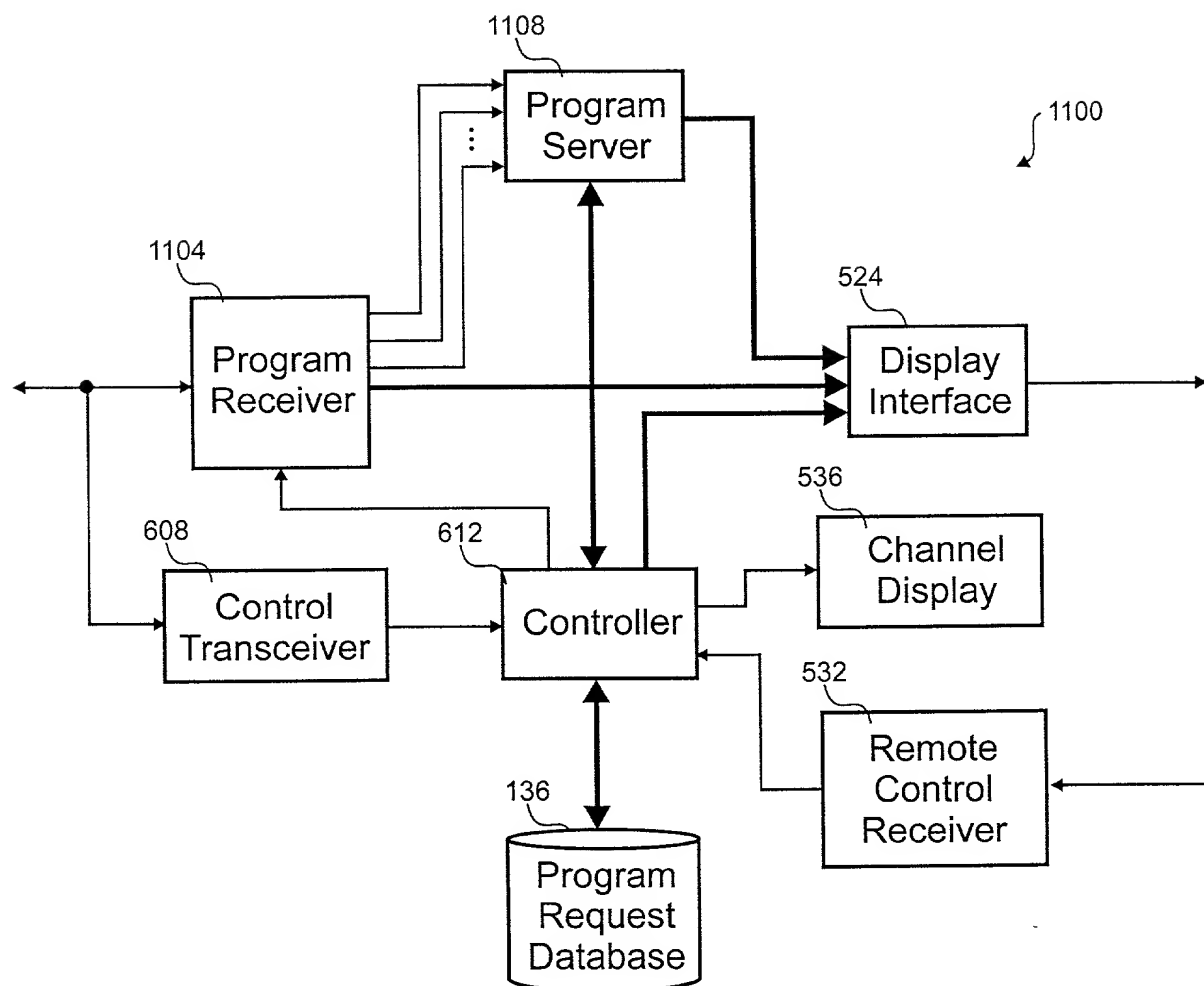 1108
Program
Server
1100
1104
Program
Receiver
524
Display
Interface
536
Channel
Display
608
Control
Transceiver
612
Controller
532
Remote
Control
Receiver
136
Program
Request
Database